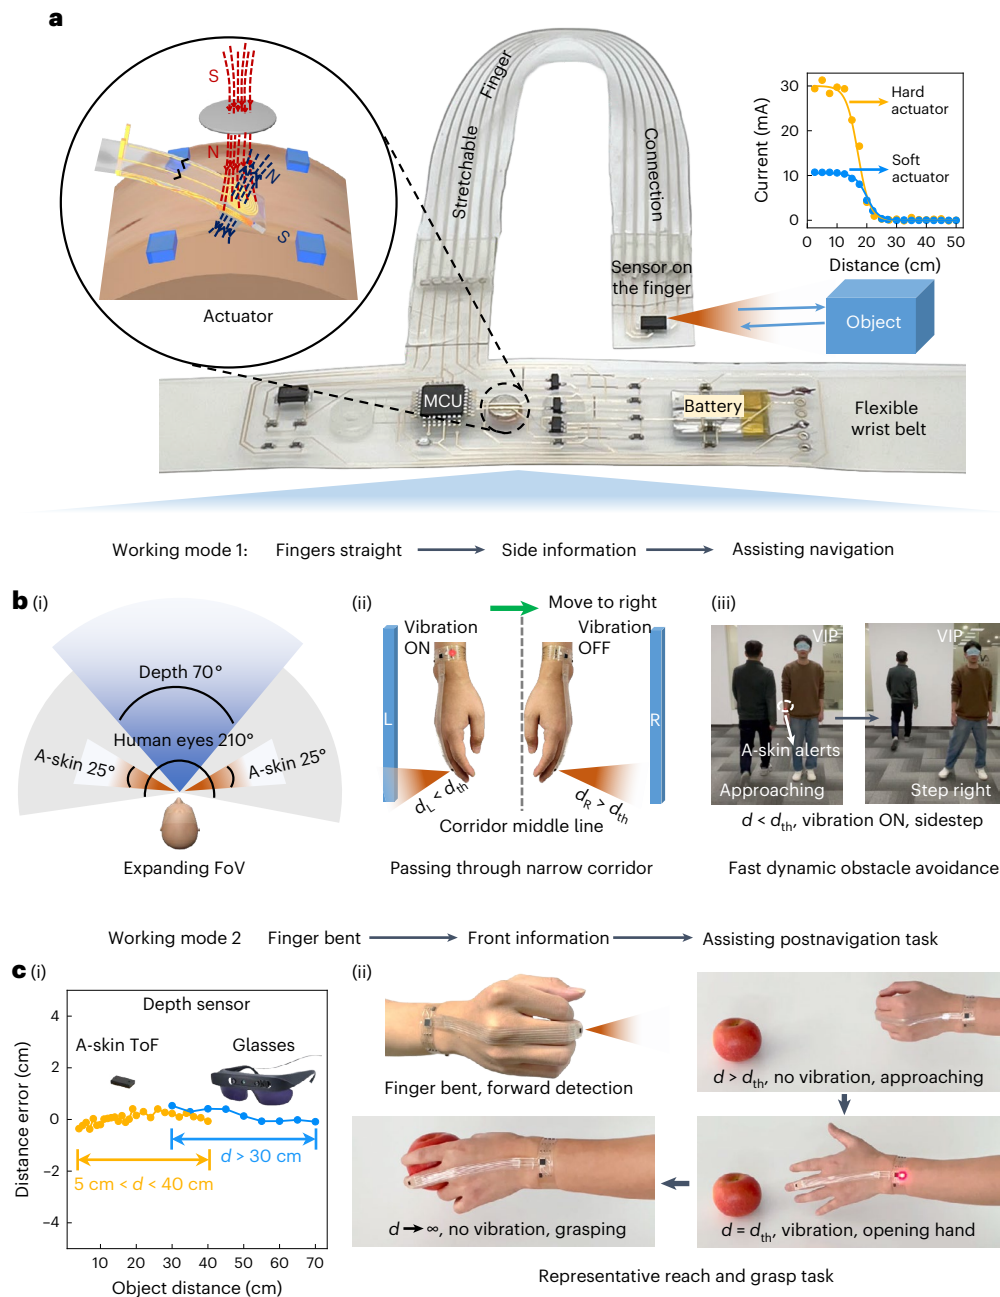 a
S
N
N
S
Actuator
Stretchable
Finger
Connection
Sensor on
the finger
Current (mA)
30
20
10
0
Hard
actuator
Soft
actuator
0 10 20 30 40 50
Distance (cm)
Object
MCU
Battery
Flexible
wrist belt
Working mode 1: Fingers straight Side information Assisting navigation
b (i)
Depth 70°
Human eyes 210°
A-skin 25°
A-skin 25°
Expanding FoV
(ii)
Move to right
Vibration
ON
Vibration
OFF
L
R
dL < dth
dR > dth
Corridor middle line
Passing through narrow corridor
(iii)
VIP
VIP
A-skin alerts
Approaching
Step right
d < dth, vibration ON, sidestep
Fast dynamic obstacle avoidance
Working mode 2 Finger bent Front information Assisting postnavigation task
c (i)
Depth sensor
A-skin ToF
Glasses
Distance error (cm)
4
2
0
−2
−4
d > 30 cm
5 cm < d < 40 cm
10 20 30 40 50 60 70
Object distance (cm)
(ii)
Finger bent, forward detection
d > dth, no vibration, approaching
d → ∞, no vibration, grasping
d = dth, vibration, opening hand
Representative reach and grasp task